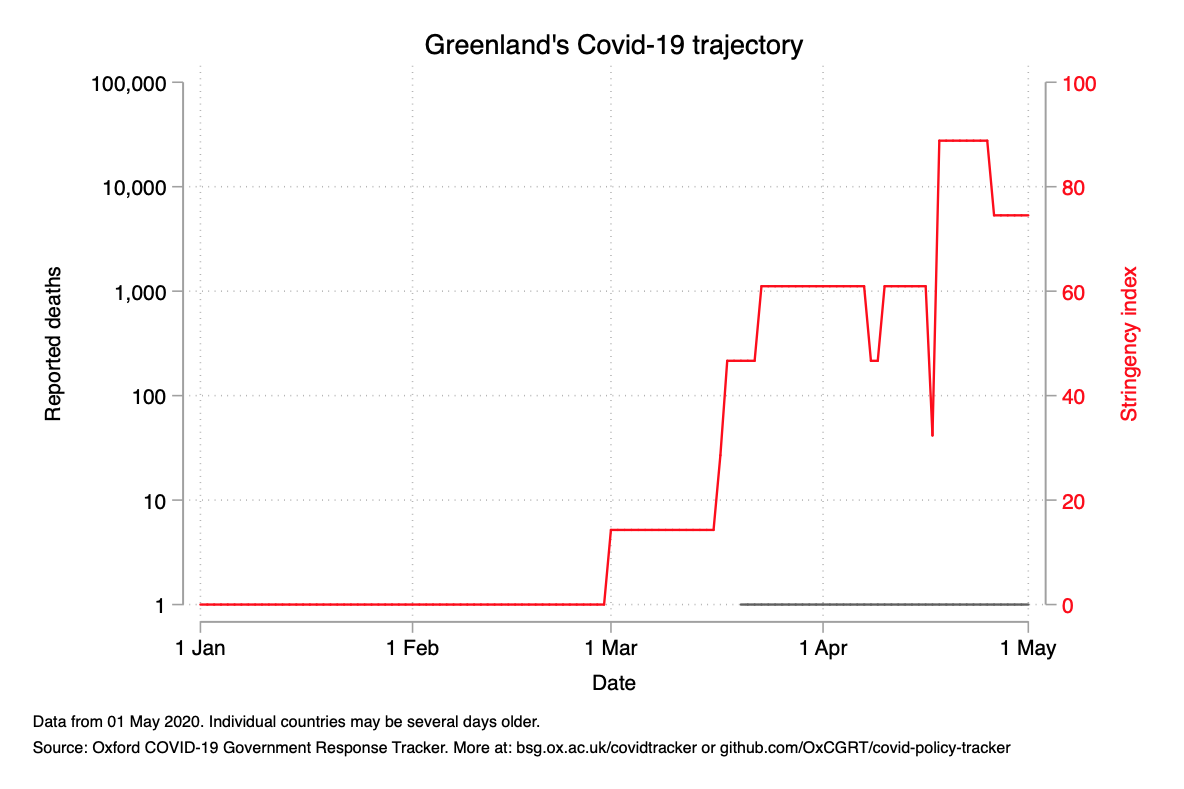 Greenland's Covid-19 trajectory
100,000
10,000
1,000
100
10
1
Reported deaths
100
80
60
40
20
0
Stringency index
1 Jan 1 Feb 1 Mar 1 Apr 1 May
Date
Data from 01 May 2020. Individual countries may be several days older.
Source: Oxford COVID-19 Government Response Tracker. More at: bsg.ox.ac.uk/covidtracker or github.com/OxCGRT/covid-policy-tracker